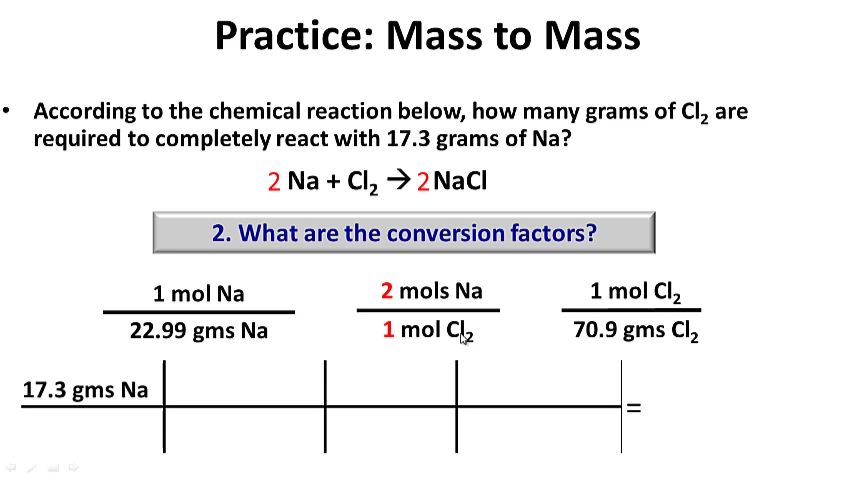 Practice: Mass to Mass
• According to the chemical reaction below, how many grams of Cl₂ are
required to completely react with 17.3 grams of Na?
2 Na + Cl₂ → 2 NaCl
2. What are the conversion factors?
1 mol Na
22.99 gms Na
2 mols Na
1 mol Cl₂
1 mol Cl₂
70.9 gms Cl₂
17.3 gms Na
=